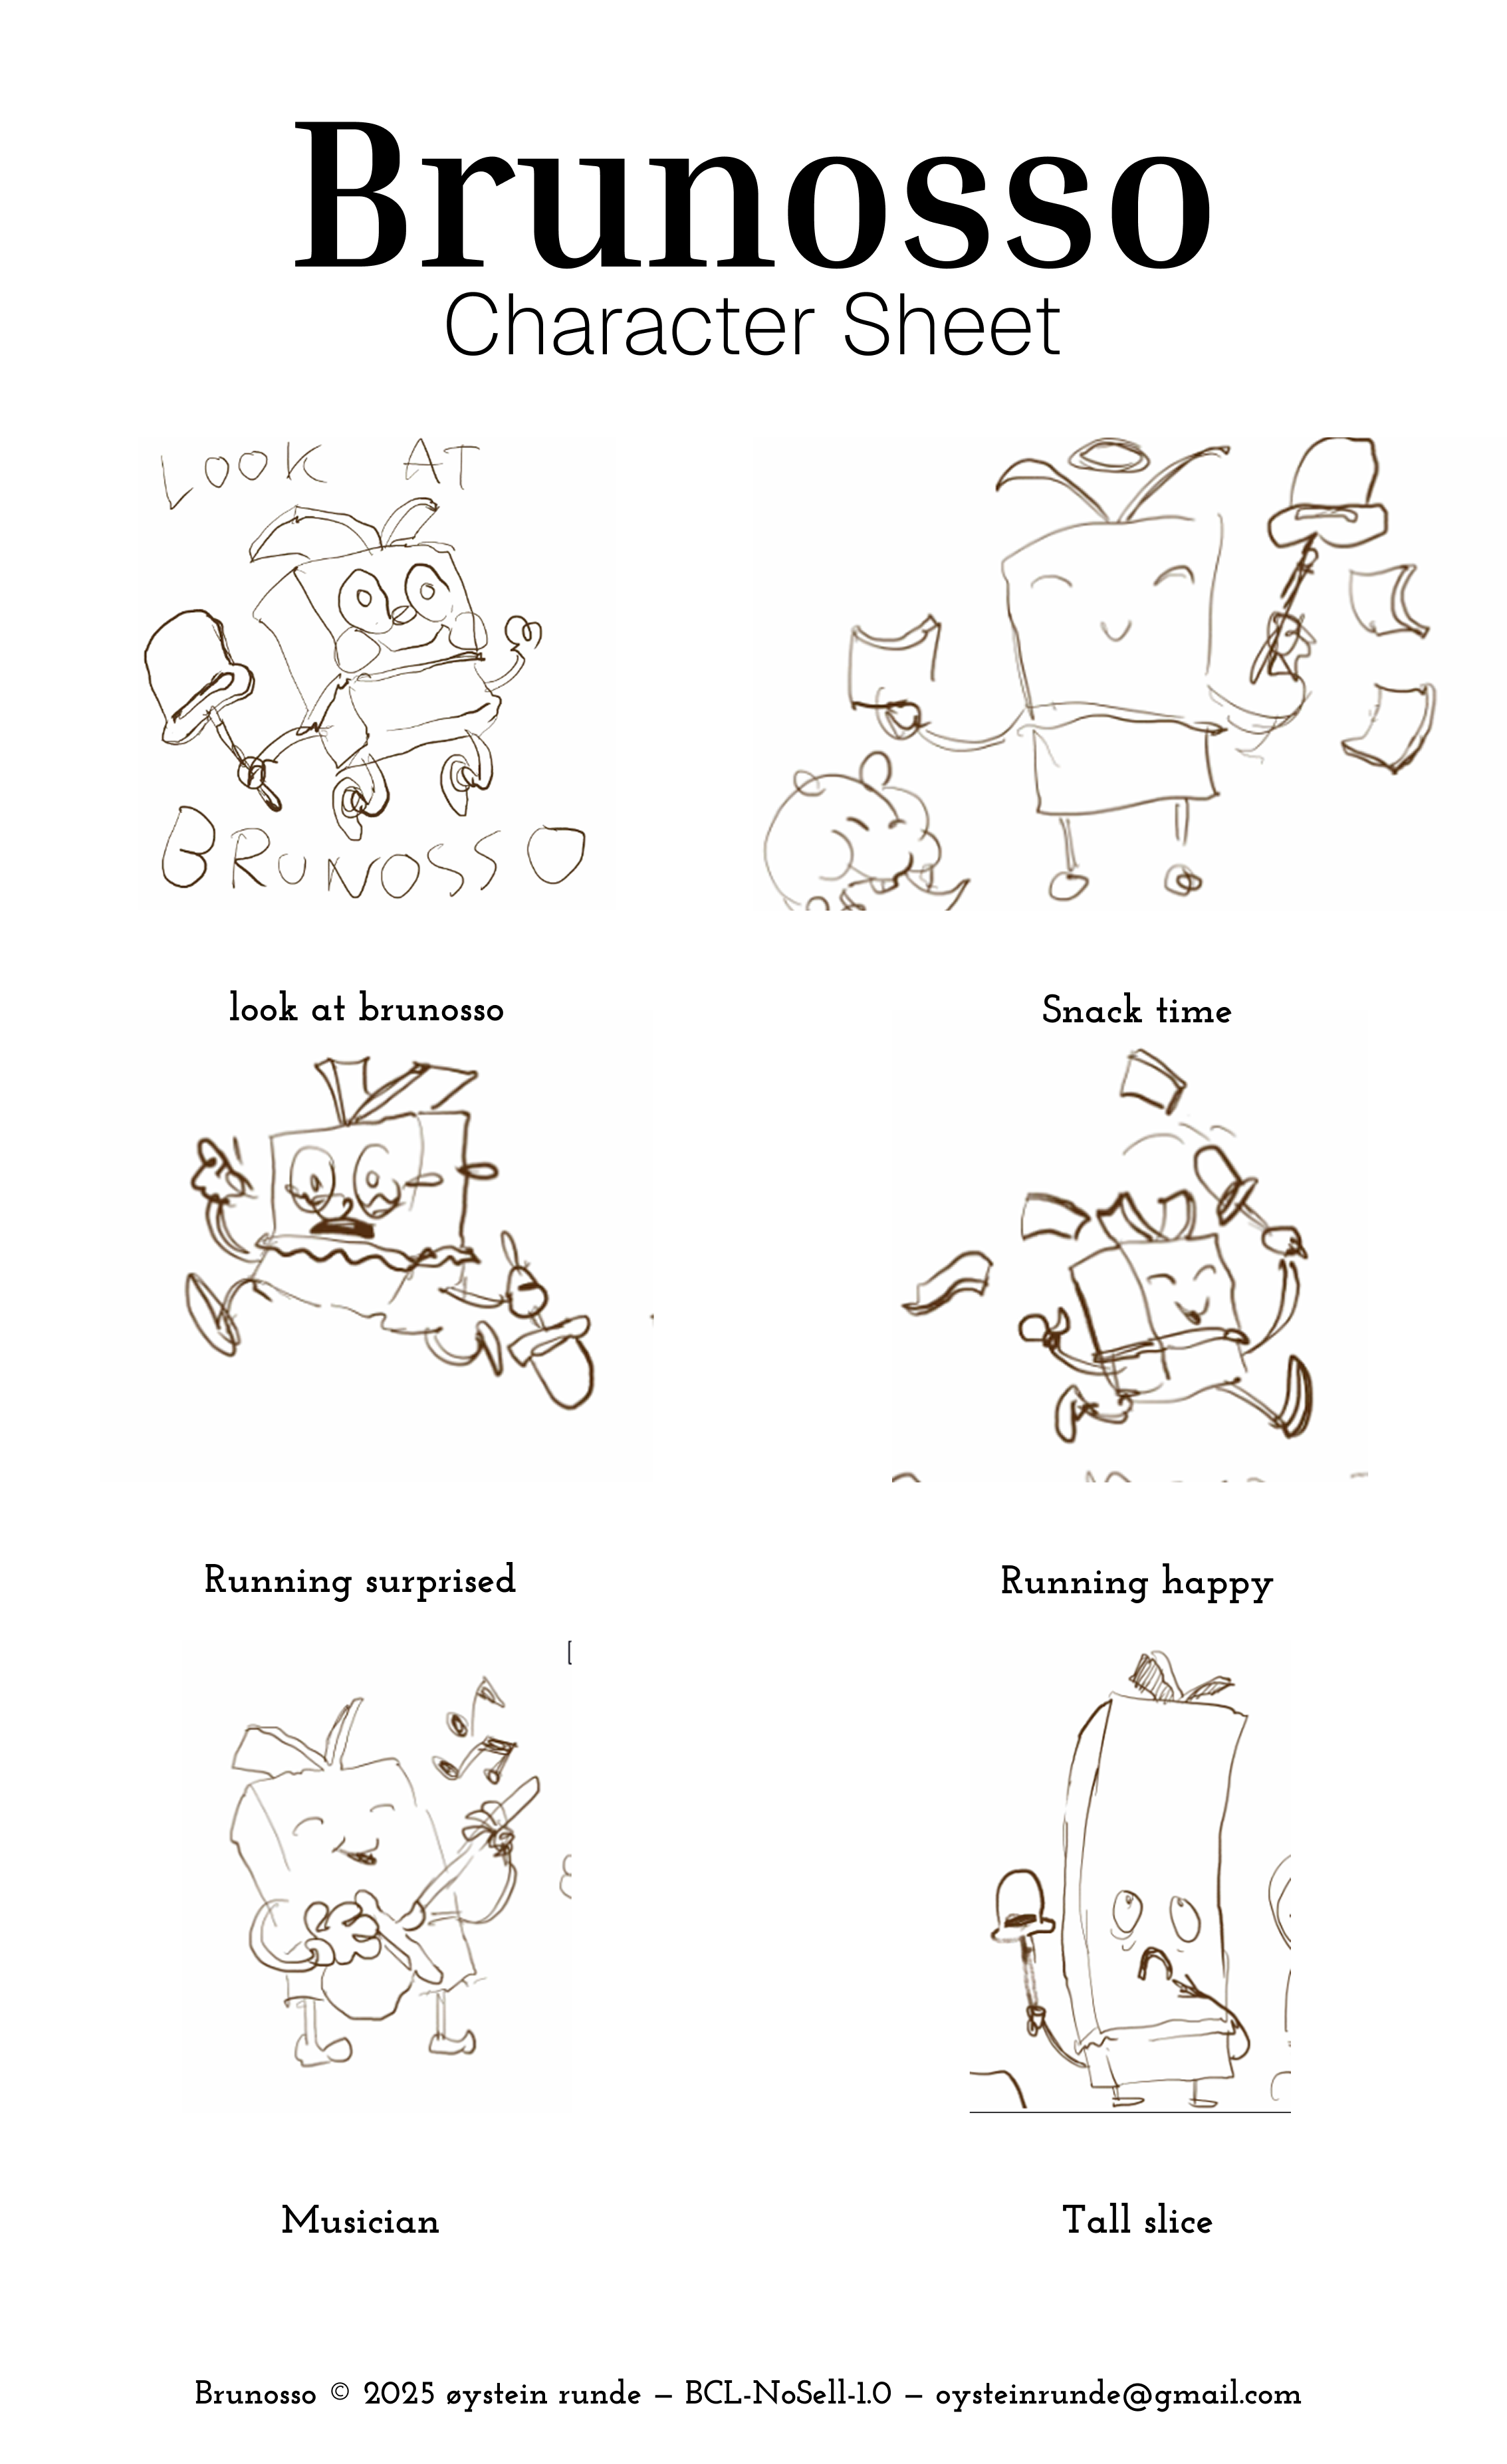 Brunosso
Character Sheet
LOOK AT
BRUNOSSO
look at brunosso
Snack time
Running surprised
Running happy
Musician
Tall slice
Brunosso © 2025 øystein runde – BCL-NoSell-1.0 – oysteinrunde@gmail.com